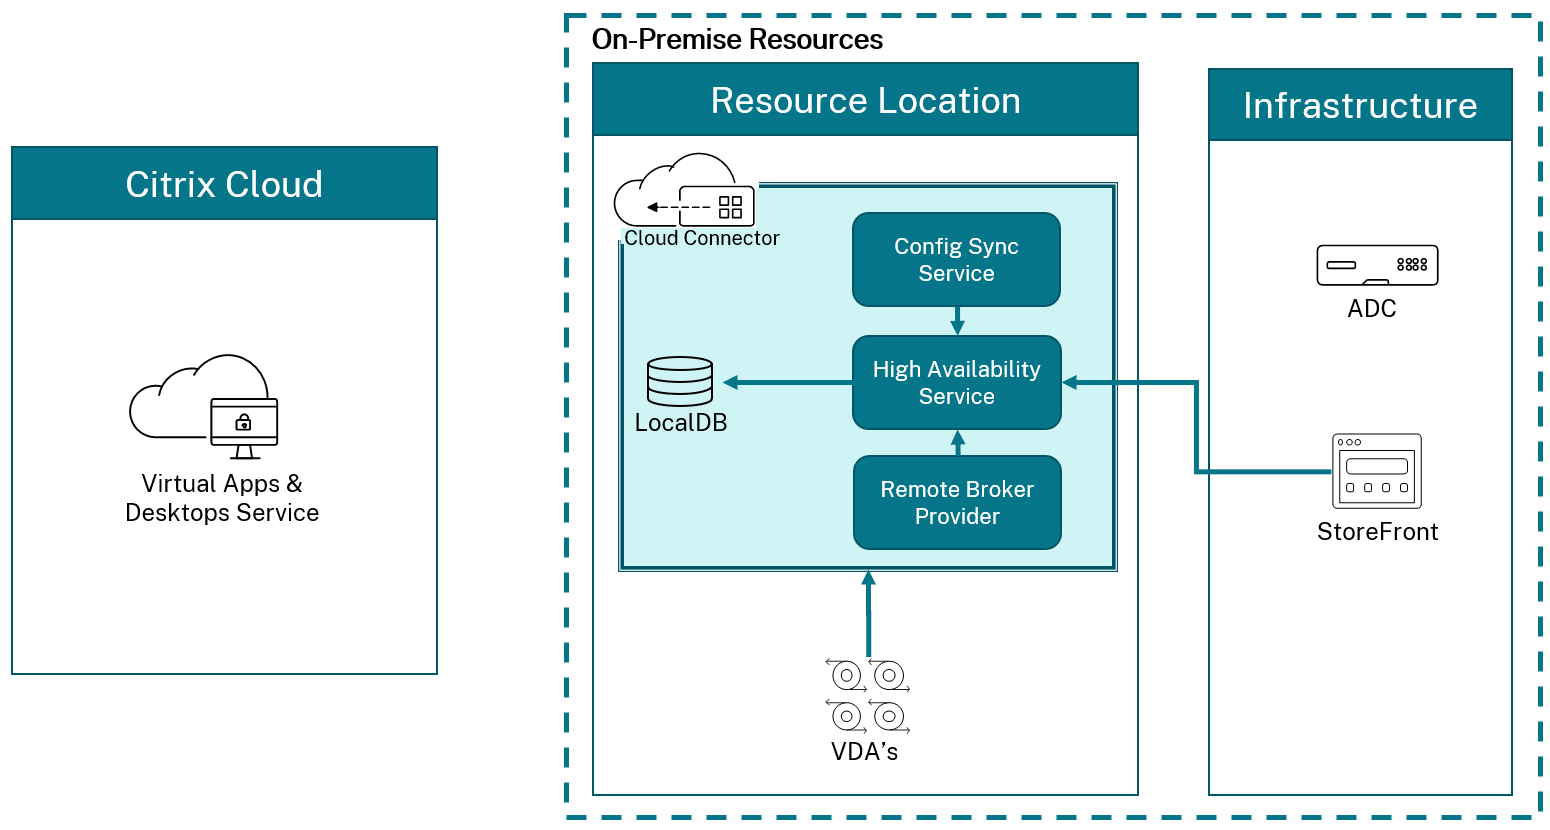 On-Premise Resources
Citrix Cloud
Virtual Apps &
Desktops Service
Resource Location
Cloud Connector
Config Sync
Service
High Availability
Service
LocalDB
Remote Broker
Provider
VDA's
Infrastructure
ADC
StoreFront